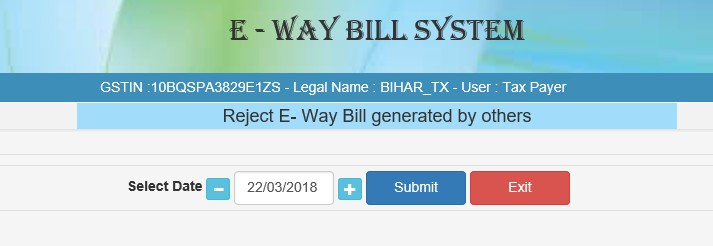 E - WAY BILL SYSTEM
GSTIN :10BQSPA3829E1ZS - Legal Name : BIHAR_TX - User : Tax Payer
Reject E- Way Bill generated by others
Select Date − 22/03/2018 + Submit Exit